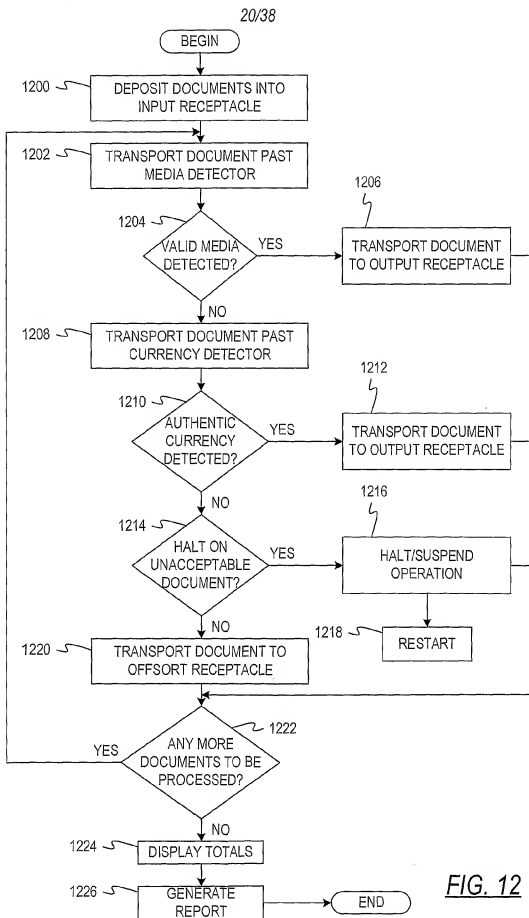 20/38
BEGIN
1200
DEPOSIT DOCUMENTS INTO
INPUT RECEPTACLE
1202
TRANSPORT DOCUMENT PAST
MEDIA DETECTOR
1204
VALID MEDIA
DETECTED?
YES
1206
TRANSPORT DOCUMENT
TO OUTPUT RECEPTACLE
NO
1208
TRANSPORT DOCUMENT PAST
CURRENCY DETECTOR
1210
AUTHENTIC
CURRENCY
DETECTED?
YES
1212
TRANSPORT DOCUMENT
TO OUTPUT RECEPTACLE
NO
1214
HALT ON
UNACCEPTABLE
DOCUMENT?
YES
1216
HALT/SUSPEND
OPERATION
1218
RESTART
NO
1220
TRANSPORT DOCUMENT TO
OFFSORT RECEPTACLE
1222
YES
ANY MORE
DOCUMENTS TO BE
PROCESSED?
NO
1224
DISPLAY TOTALS
1226
GENERATE
REPORT
END
FIG. 12